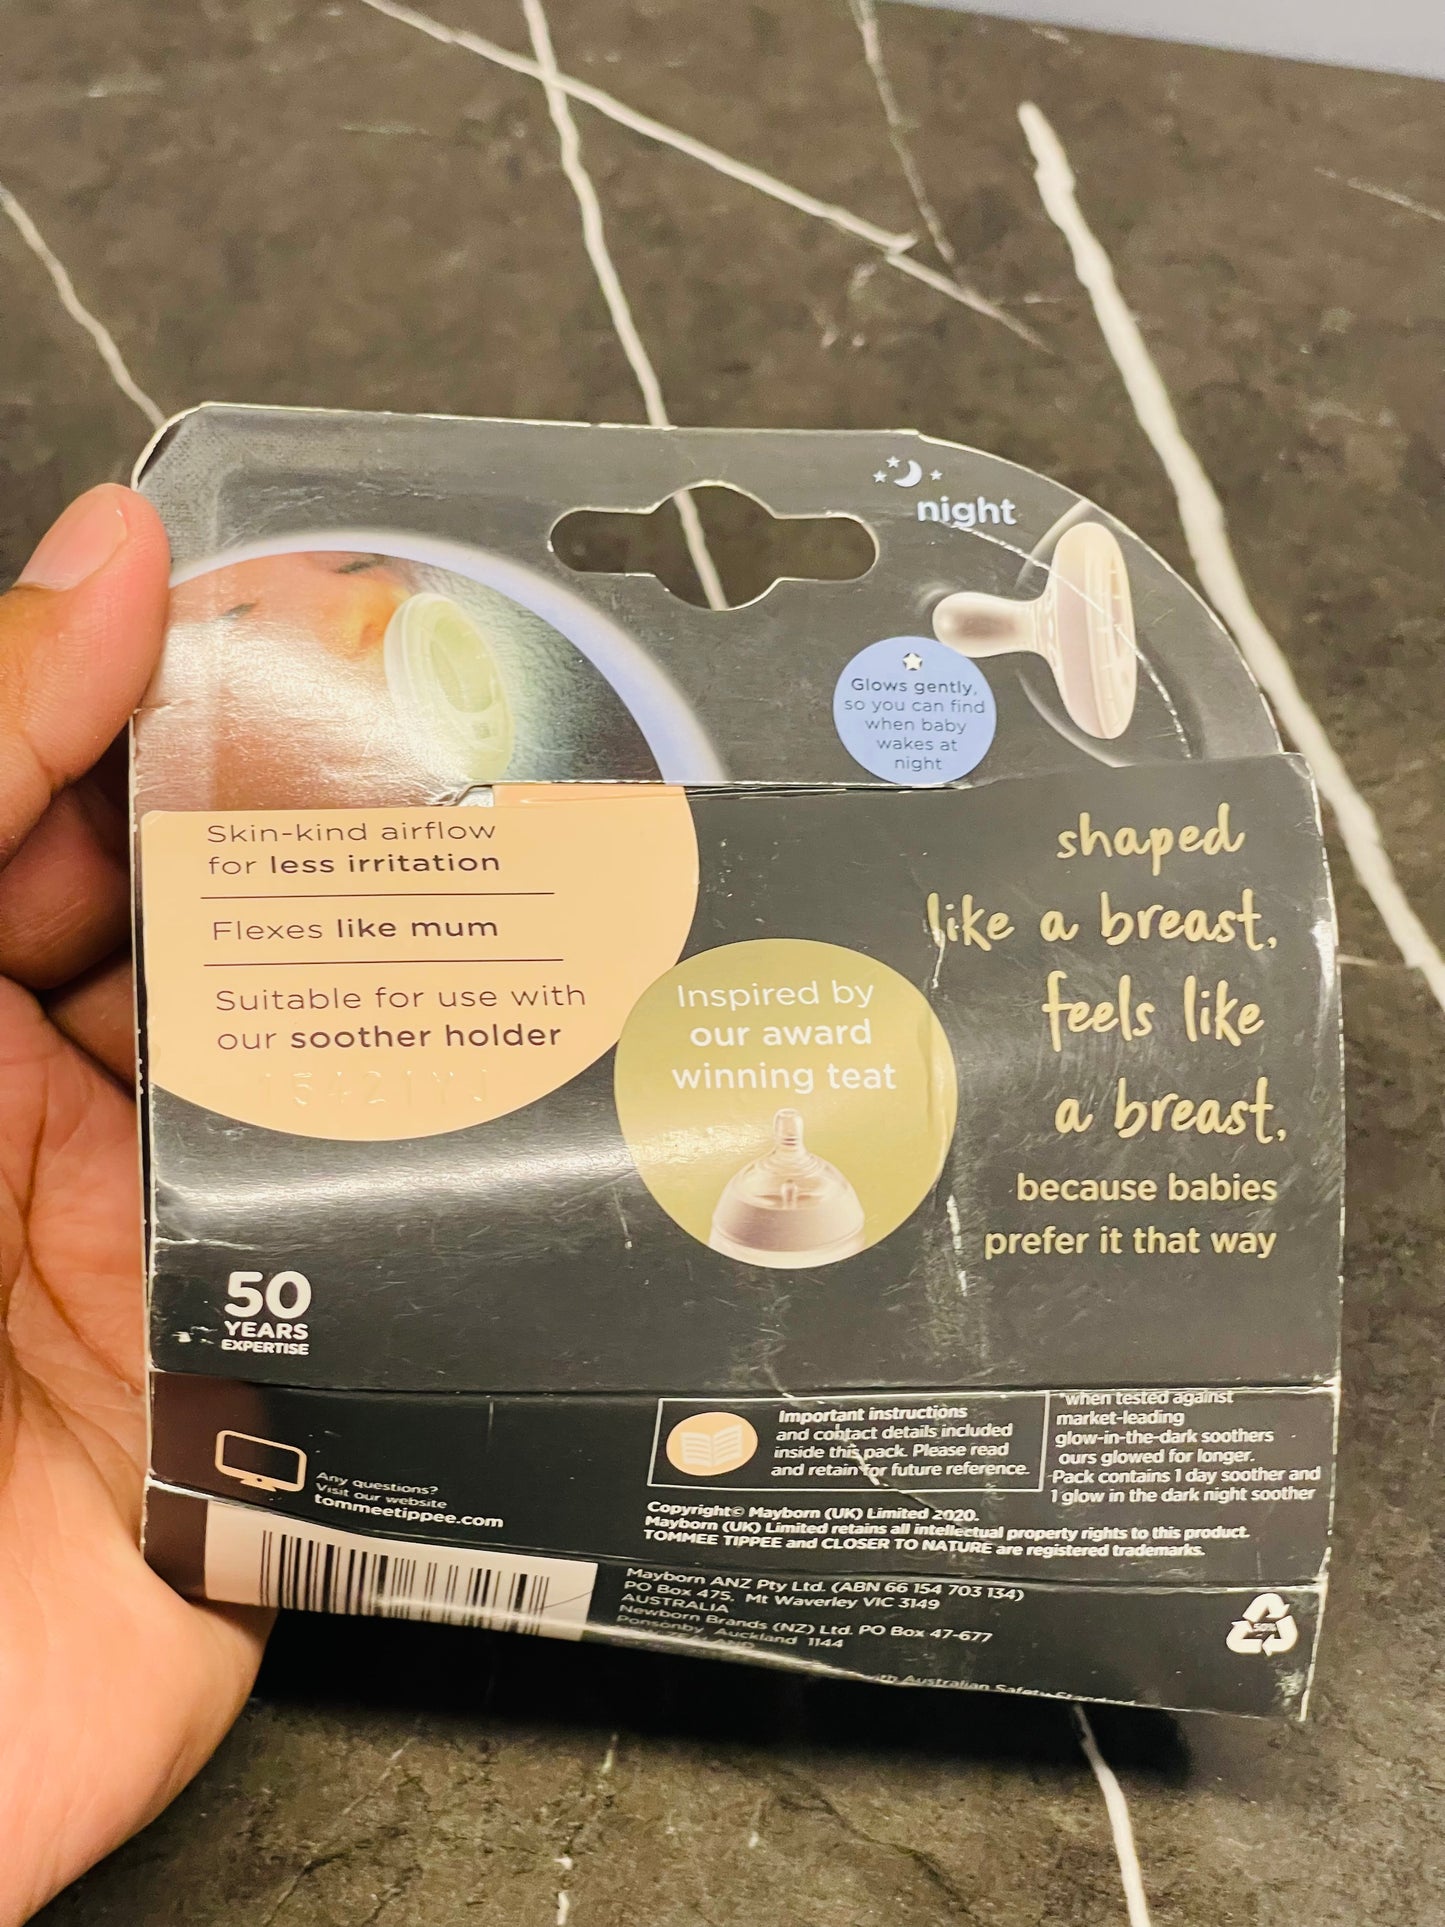 night
Glows gently,
so you can find
when baby
wakes at
night
Skin-kind airflow
for less irritation
Flexes like mum
Suitable for use with
our soother holder
Inspired by
our award
winning teat
shaped
like a breast,
feels like
a breast,
because babies
prefer it that way
50
YEARS
EXPERTISE
Any questions?
Visit our website
tommeetippee.com
Important instructions
and contact details included
inside this pack. Please read
and retain for future reference.
*when tested against
market-leading
glow-in-the-dark soothers
ours glowed for longer.
Pack contains 1 day soother and
1 glow in the dark night soother
Copyright© Mayborn (UK) Limited 2020.
Mayborn (UK) Limited retains all intellectual property rights to this product.
TOMMEE TIPPEE and CLOSER TO NATURE are registered trademarks.
Mayborn ANZ Pty Ltd. (ABN 66 154 703 134)
PO Box 475, Mt Waverley VIC 3149
AUSTRALIA
Newborn Brands (NZ) Ltd. PO Box 47-677
Ponsonby, Auckland 1144
with Australian Safety Standard
50%